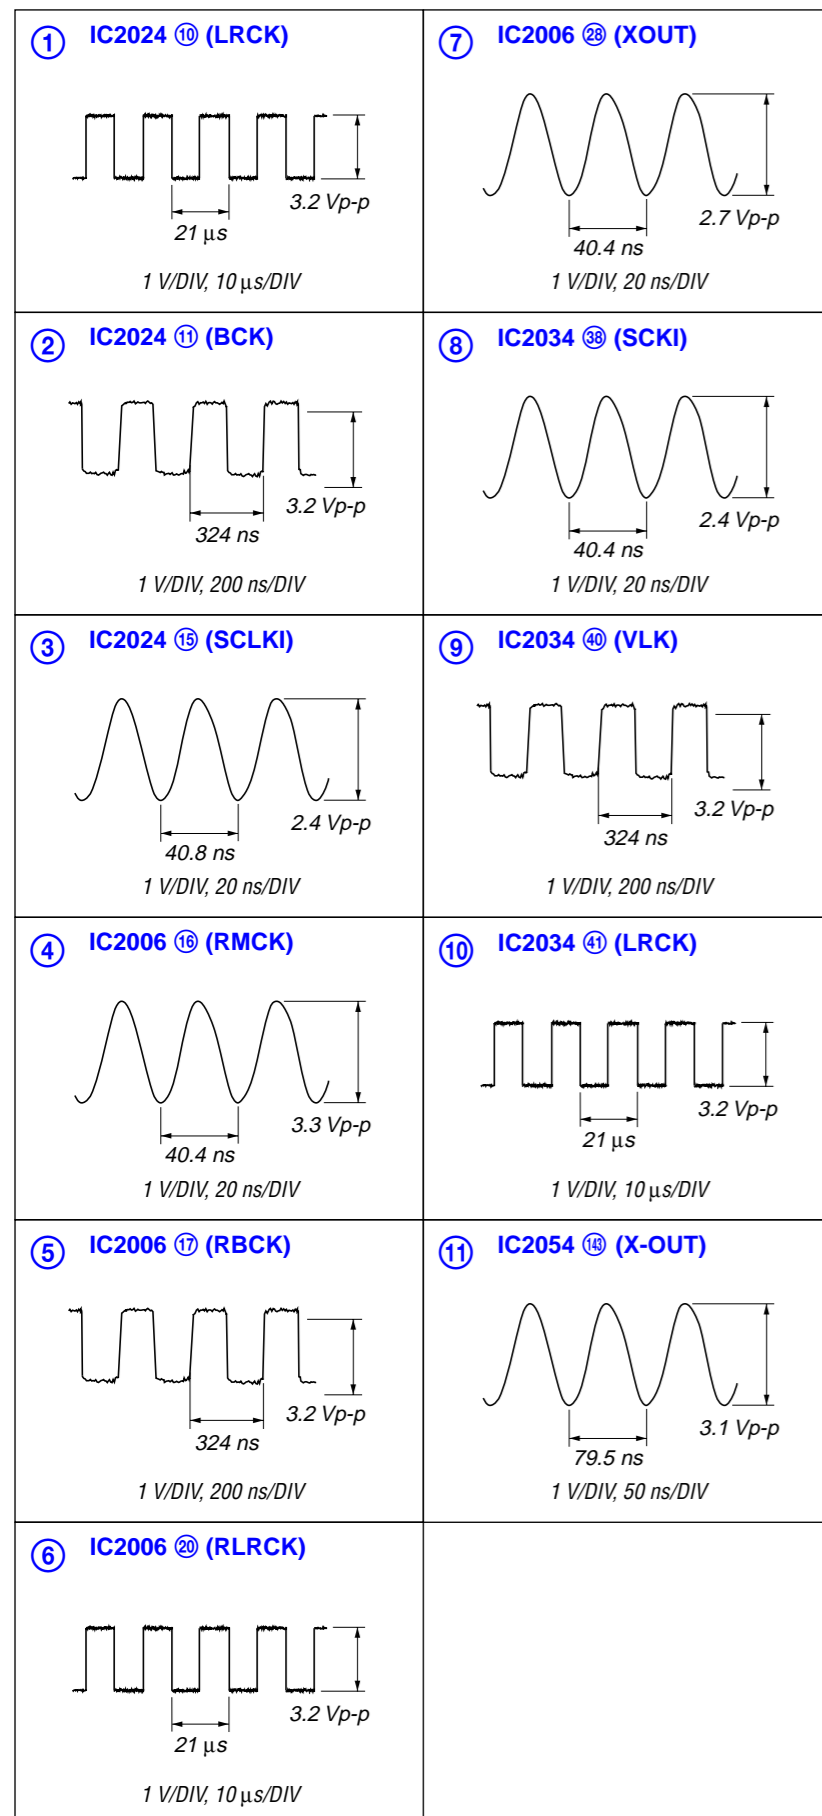 ① IC2024 ⑩ (LRCK)
3.2 Vp-p
21 µs
1 V/DIV, 10 µs/DIV
② IC2024 ⑪ (BCK)
3.2 Vp-p
324 ns
1 V/DIV, 200 ns/DIV
③ IC2024 ⑮ (SCLKI)
2.4 Vp-p
40.8 ns
1 V/DIV, 20 ns/DIV
④ IC2006 ⑯ (RMCK)
3.3 Vp-p
40.4 ns
1 V/DIV, 20 ns/DIV
⑤ IC2006 ⑰ (RBCK)
3.2 Vp-p
324 ns
1 V/DIV, 200 ns/DIV
⑥ IC2006 ⑳ (RLRCK)
3.2 Vp-p
21 µs
1 V/DIV, 10 µs/DIV
⑦ IC2006 ㉘ (XOUT)
2.7 Vp-p
40.4 ns
1 V/DIV, 20 ns/DIV
⑧ IC2034 ㊳ (SCKI)
2.4 Vp-p
40.4 ns
1 V/DIV, 20 ns/DIV
⑨ IC2034 ㊵ (VLK)
3.2 Vp-p
324 ns
1 V/DIV, 200 ns/DIV
⑩ IC2034 ㊶ (LRCK)
3.2 Vp-p
21 µs
1 V/DIV, 10 µs/DIV
⑪ IC2054 143 (X-OUT)
3.1 Vp-p
79.5 ns
1 V/DIV, 50 ns/DIV